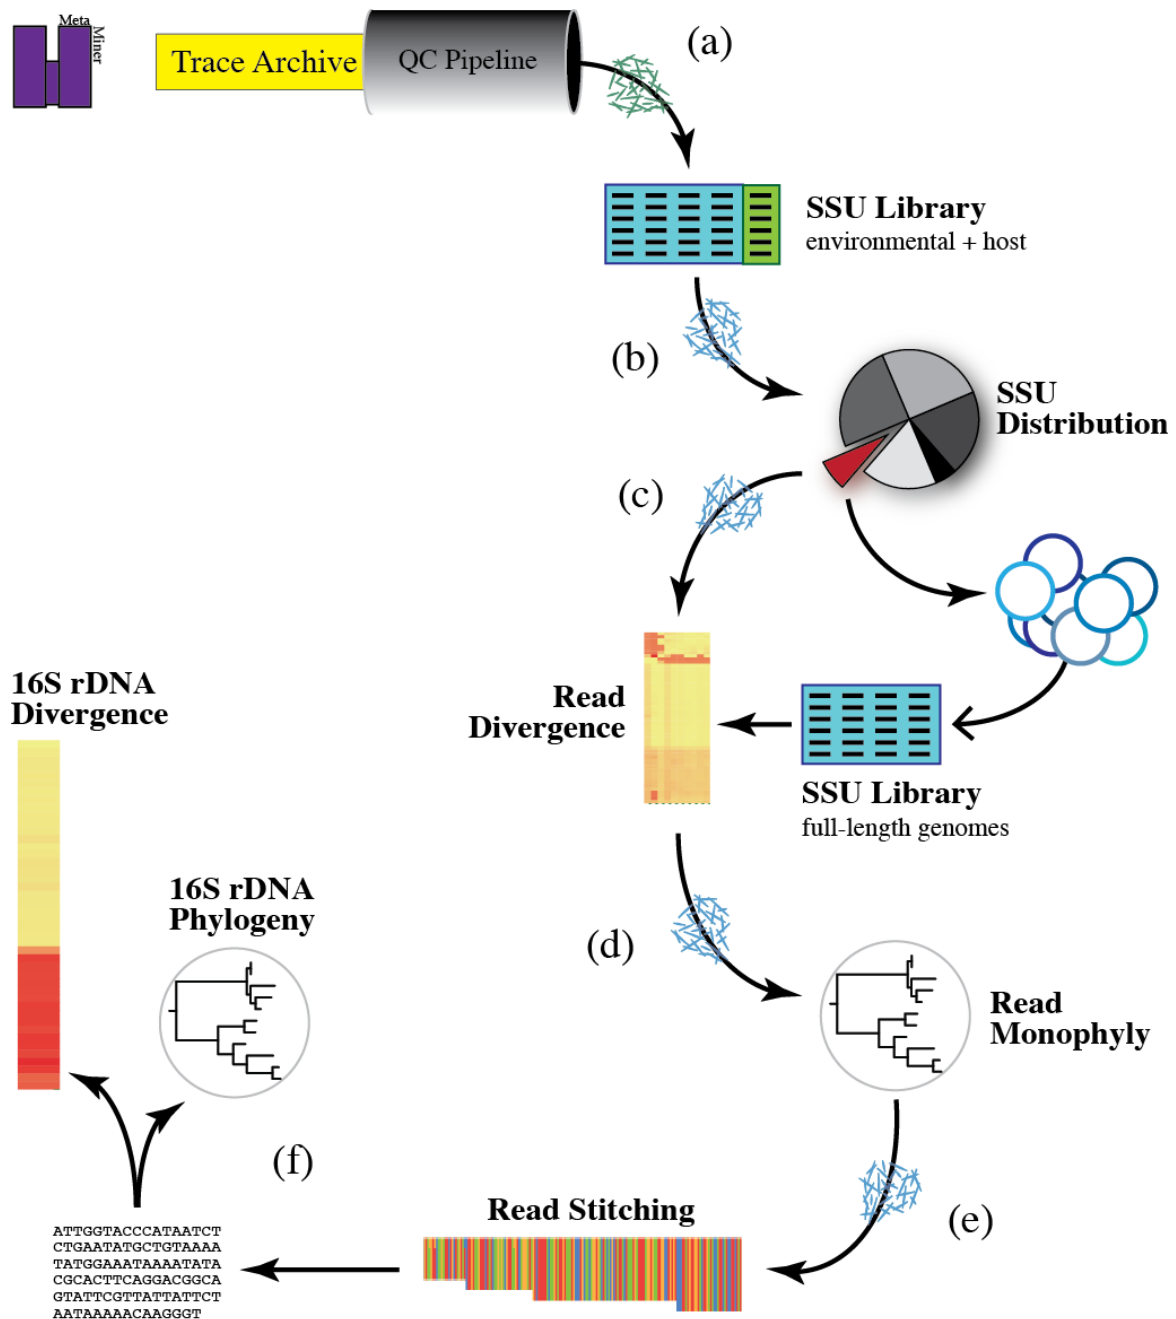 Meta
Miner
Trace Archive
QC Pipeline
(a)
SSU Library
environmental + host
(b)
SSU
Distribution
(c)
Read
Divergence
SSU Library
full-length genomes
16S rDNA
Divergence
16S rDNA
Phylogeny
(d)
Read
Monophyly
(e)
(f)
Read Stitching
ATTGGTACCCATAATCT
CTGAATATGCTGTAAAA
TATGGAAATAAAATATA
CGCACTTCAGGACGGCA
GTATTCGTTATTATTCT
AATAAAAACAAGGGT